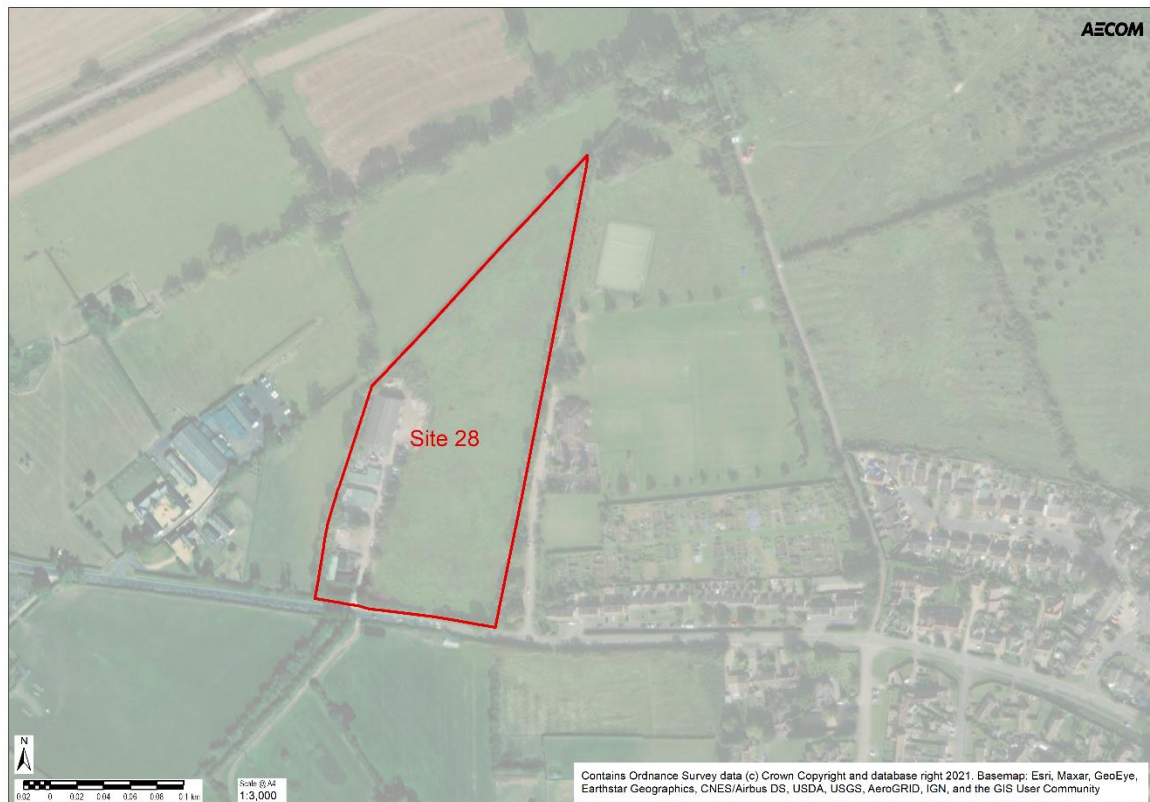 AECOM
Site 28
N
0.02 0 0.02 0.04 0.06 0.08 0.1 km
Scale @A4
1:3,000
Contains Ordnance Survey data (c) Crown Copyright and database right 2021. Basemap: Esri, Maxar, GeoEye,
Earthstar Geographics, CNES/Airbus DS, USDA, USGS, AeroGRID, IGN, and the GIS User Community